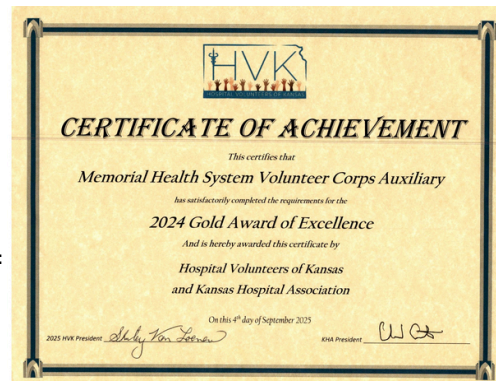 HVK
HOSPITAL VOLUNTEERS OF KANSAS
CERTIFICATE OF ACHIEVEMENT
This certifies that
Memorial Health System Volunteer Corps Auxiliary
has satisfactorily completed the requirements for the
2024 Gold Award of Excellence
And is hereby awarded this certificate by
Hospital Volunteers of Kansas
and Kansas Hospital Association
On this 4th day of September 2025
2025 HVK President
KHA President